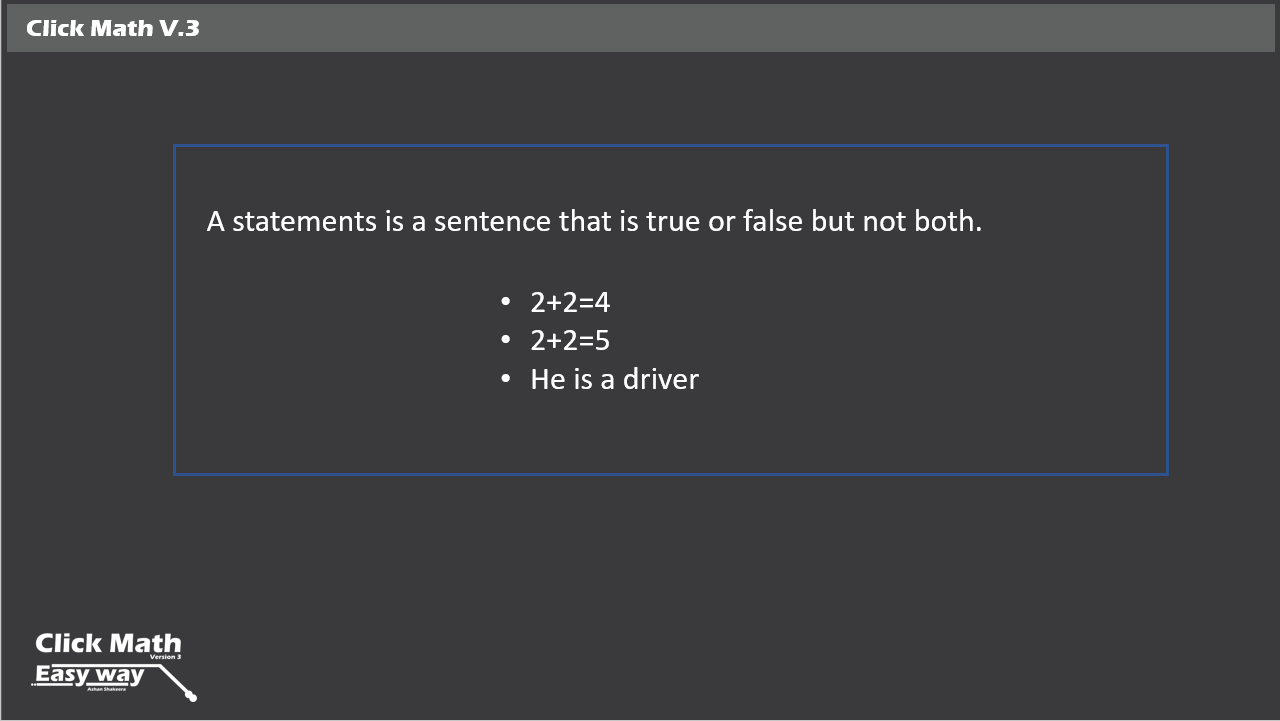 Click Math V.3
A statements is a sentence that is true or false but not both.
• 2+2=4
• 2+2=5
• He is a driver
Click Math
Version 3
Easy way
Azhan Shakeera